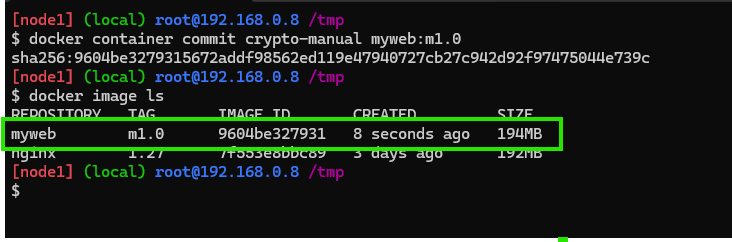 [node1] (local) root@192.168.0.8 /tmp
$ docker container commit crypto-manual myweb:m1.0
sha256:9604be3279315672addf98562ed119e47940727cb27c942d92f97475044e739c
[node1] (local) root@192.168.0.8 /tmp
$ docker image ls
REPOSITORY TAG IMAGE ID CREATED SIZE
myweb m1.0 9604be327931 8 seconds ago 194MB
nginx 1.27 7f553e8bbc89 3 days ago 192MB
[node1] (local) root@192.168.0.8 /tmp
$